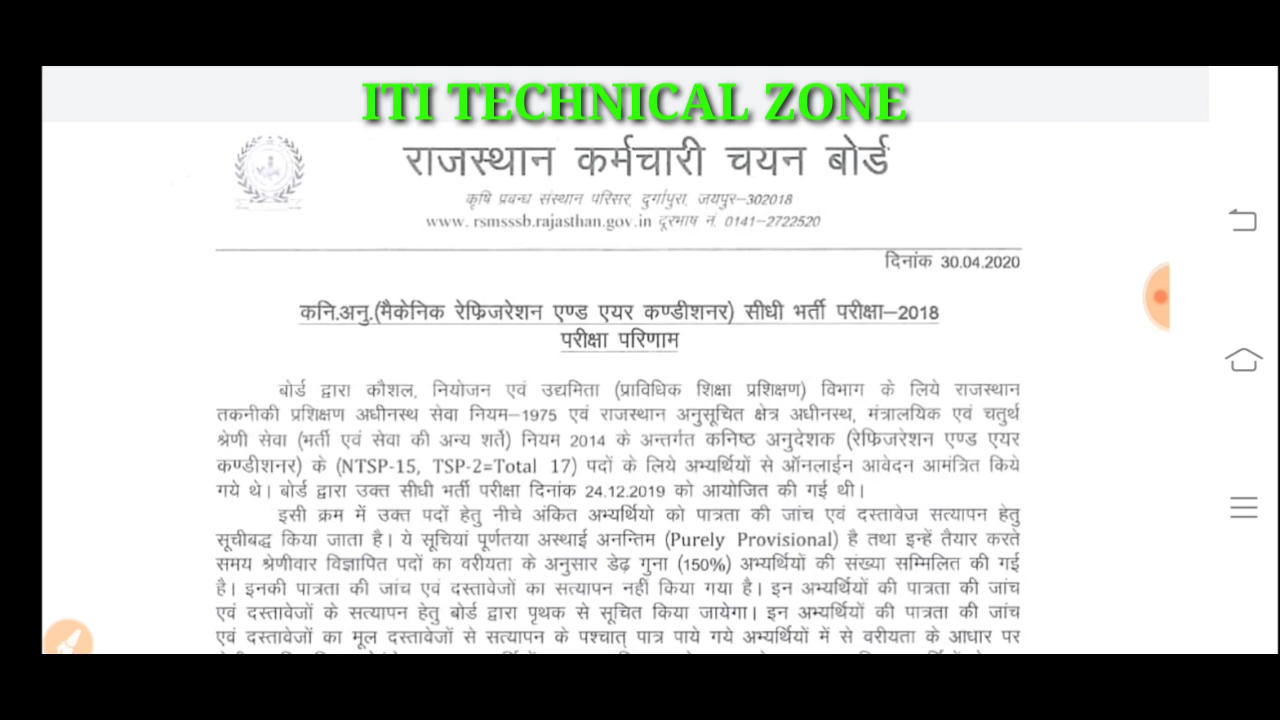 ITI TECHNICAL ZONE
राजस्थान कर्मचारी चयन बोर्ड
कृषि प्रबन्ध संस्थान परिसर, दुर्गापुरा, जयपुर–302018
www. rsmsssb.rajasthan.gov.in दूरभाष नं. 0141–2722520
दिनांक 30.04.2020
कनि.अनु.(मैकेनिक रेफ्रिजरेशन एण्ड एयर कण्डीशनर) सीधी भर्ती परीक्षा–2018
परीक्षा परिणाम
बोर्ड द्वारा कौशल, नियोजन एवं उद्यमिता (प्राविधिक शिक्षा प्रशिक्षण) विभाग के लिये राजस्थान
तकनीकी प्रशिक्षण अधीनस्थ सेवा नियम–1975 एवं राजस्थान अनुसूचित क्षेत्र अधीनस्थ, मंत्रालयिक एवं चतुर्थ
श्रेणी सेवा (भर्ती एवं सेवा की अन्य शर्ते) नियम 2014 के अन्तर्गत कनिष्ठ अनुदेशक (रेफ्रिजरेशन एण्ड एयर
कण्डीशनर) के (NTSP-15, TSP-2=Total 17) पदों के लिये अभ्यर्थियों से ऑनलाईन आवेदन आमंत्रित किये
गये थे। बोर्ड द्वारा उक्त सीधी भर्ती परीक्षा दिनांक 24.12.2019 को आयोजित की गई थी।
इसी क्रम में उक्त पदों हेतु नीचे अंकित अभ्यर्थियो को पात्रता की जांच एवं दस्तावेज सत्यापन हेतु
सूचीबद्ध किया जाता है। ये सूचियां पूर्णतया अस्थाई अनन्तिम (Purely Provisional) है तथा इन्हें तैयार करते
समय श्रेणीवार विज्ञापित पदों का वरीयता के अनुसार डेढ़ गुना (150%) अभ्यर्थियों की संख्या सम्मिलित की गई
है। इनकी पात्रता की जांच एवं दस्तावेजों का सत्यापन नहीं किया गया है। इन अभ्यर्थियों की पात्रता की जांच
एवं दस्तावेजों के सत्यापन हेतु बोर्ड द्वारा पृथक से सूचित किया जायेगा। इन अभ्यर्थियों की पात्रता की जांच
एवं दस्तावेजों का मूल दस्तावेजों से सत्यापन के पश्चात् पात्र पाये गये अभ्यर्थियों में से वरीयता के आधार पर